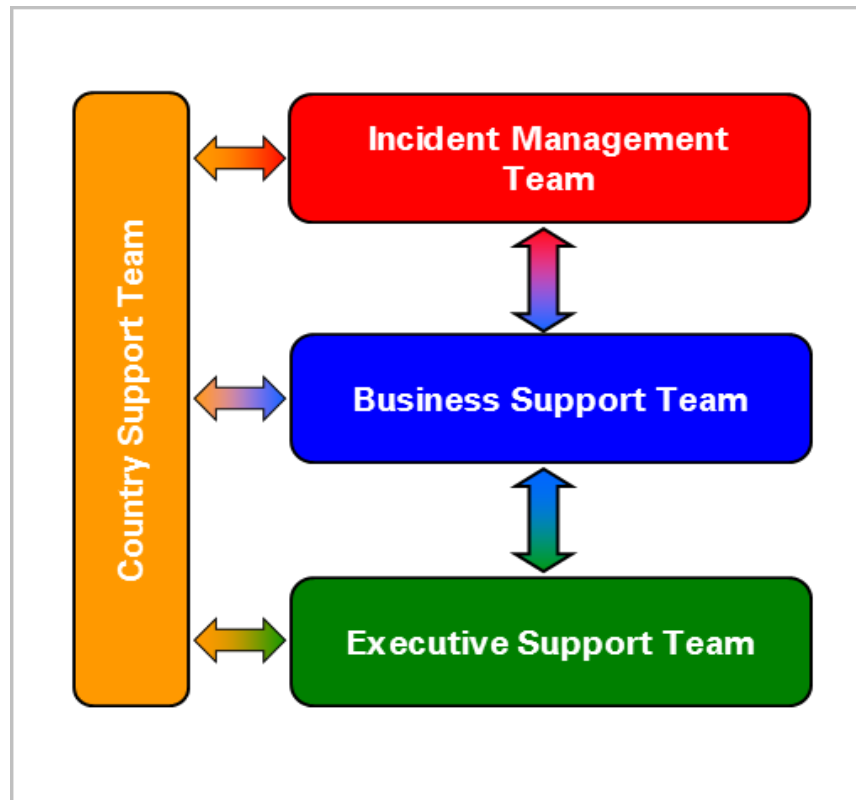 Country Support Team
Incident Management
Team
Business Support Team
Executive Support Team